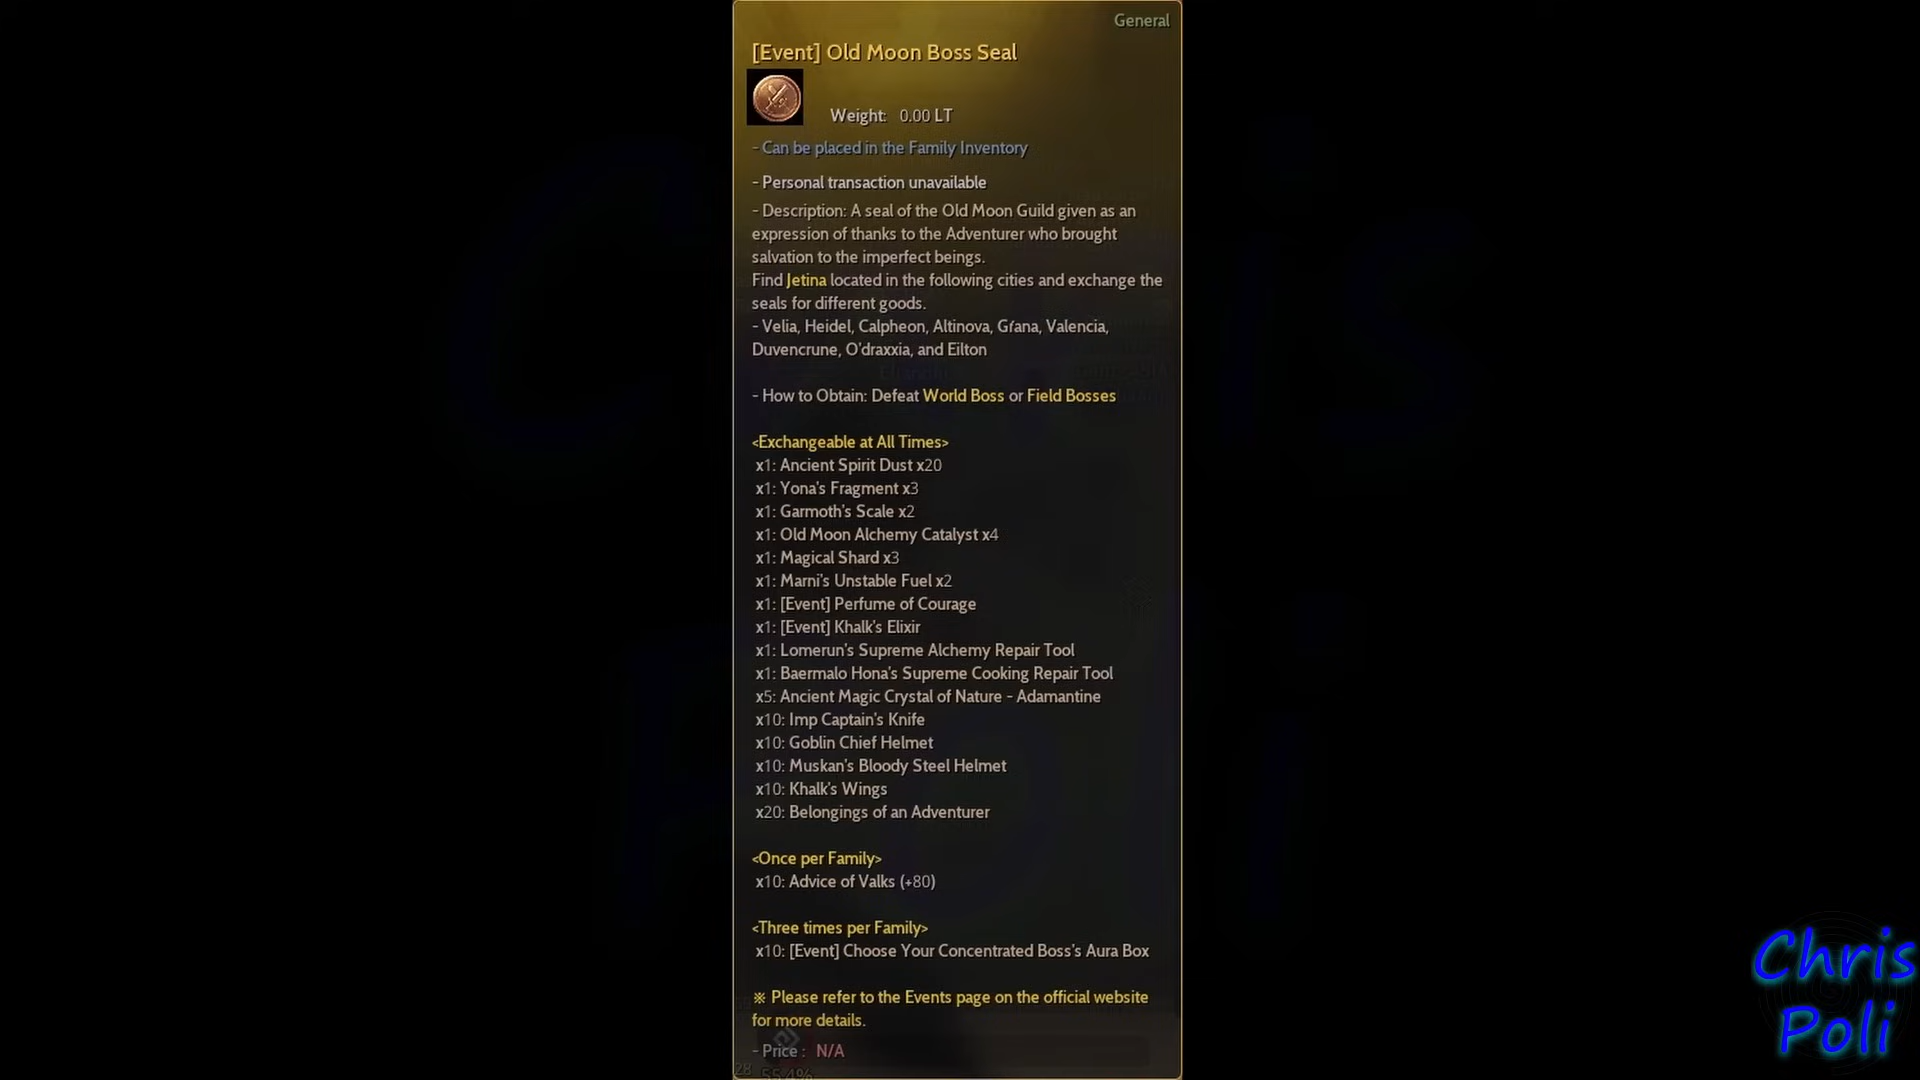 General
[Event] Old Moon Boss Seal
Weight: 0.00 LT
- Can be placed in the Family Inventory
- Personal transaction unavailable
- Description: A seal of the Old Moon Guild given as an
expression of thanks to the Adventurer who brought
salvation to the imperfect beings.
Find Jetina located in the following cities and exchange the
seals for different goods.
- Velia, Heidel, Calpheon, Altinova, Grána, Valencia,
Duvencrune, O'draxxia, and Eilton
- How to Obtain: Defeat World Boss or Field Bosses
<Exchangeable at All Times>
x1: Ancient Spirit Dust x20
x1: Yona's Fragment x3
x1: Garmoth's Scale x2
x1: Old Moon Alchemy Catalyst x4
x1: Magical Shard x3
x1: Marni's Unstable Fuel x2
x1: [Event] Perfume of Courage
x1: [Event] Khalk's Elixir
x1: Lomerun's Supreme Alchemy Repair Tool
x1: Baermalo Hona's Supreme Cooking Repair Tool
x5: Ancient Magic Crystal of Nature - Adamantine
x10: Imp Captain's Knife
x10: Goblin Chief Helmet
x10: Muskan's Bloody Steel Helmet
x10: Khalk's Wings
x20: Belongings of an Adventurer
<Once per Family>
x10: Advice of Valks (+80)
<Three times per Family>
x10: [Event] Choose Your Concentrated Boss's Aura Box
※ Please refer to the Events page on the official website
for more details.
- Price : N/A
28 55.4%
Chris
Poli